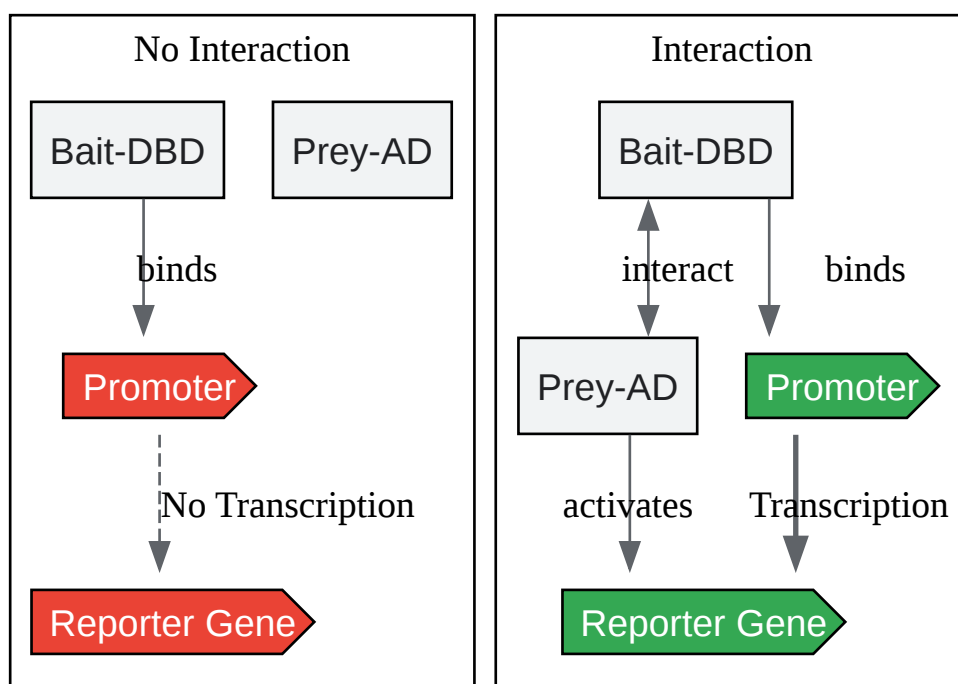 No Interaction
Bait-DBD
Prey-AD
binds
Promoter
No Transcription
Reporter Gene
Interaction
Bait-DBD
interact
binds
Prey-AD
Promoter
activates
Transcription
Reporter Gene